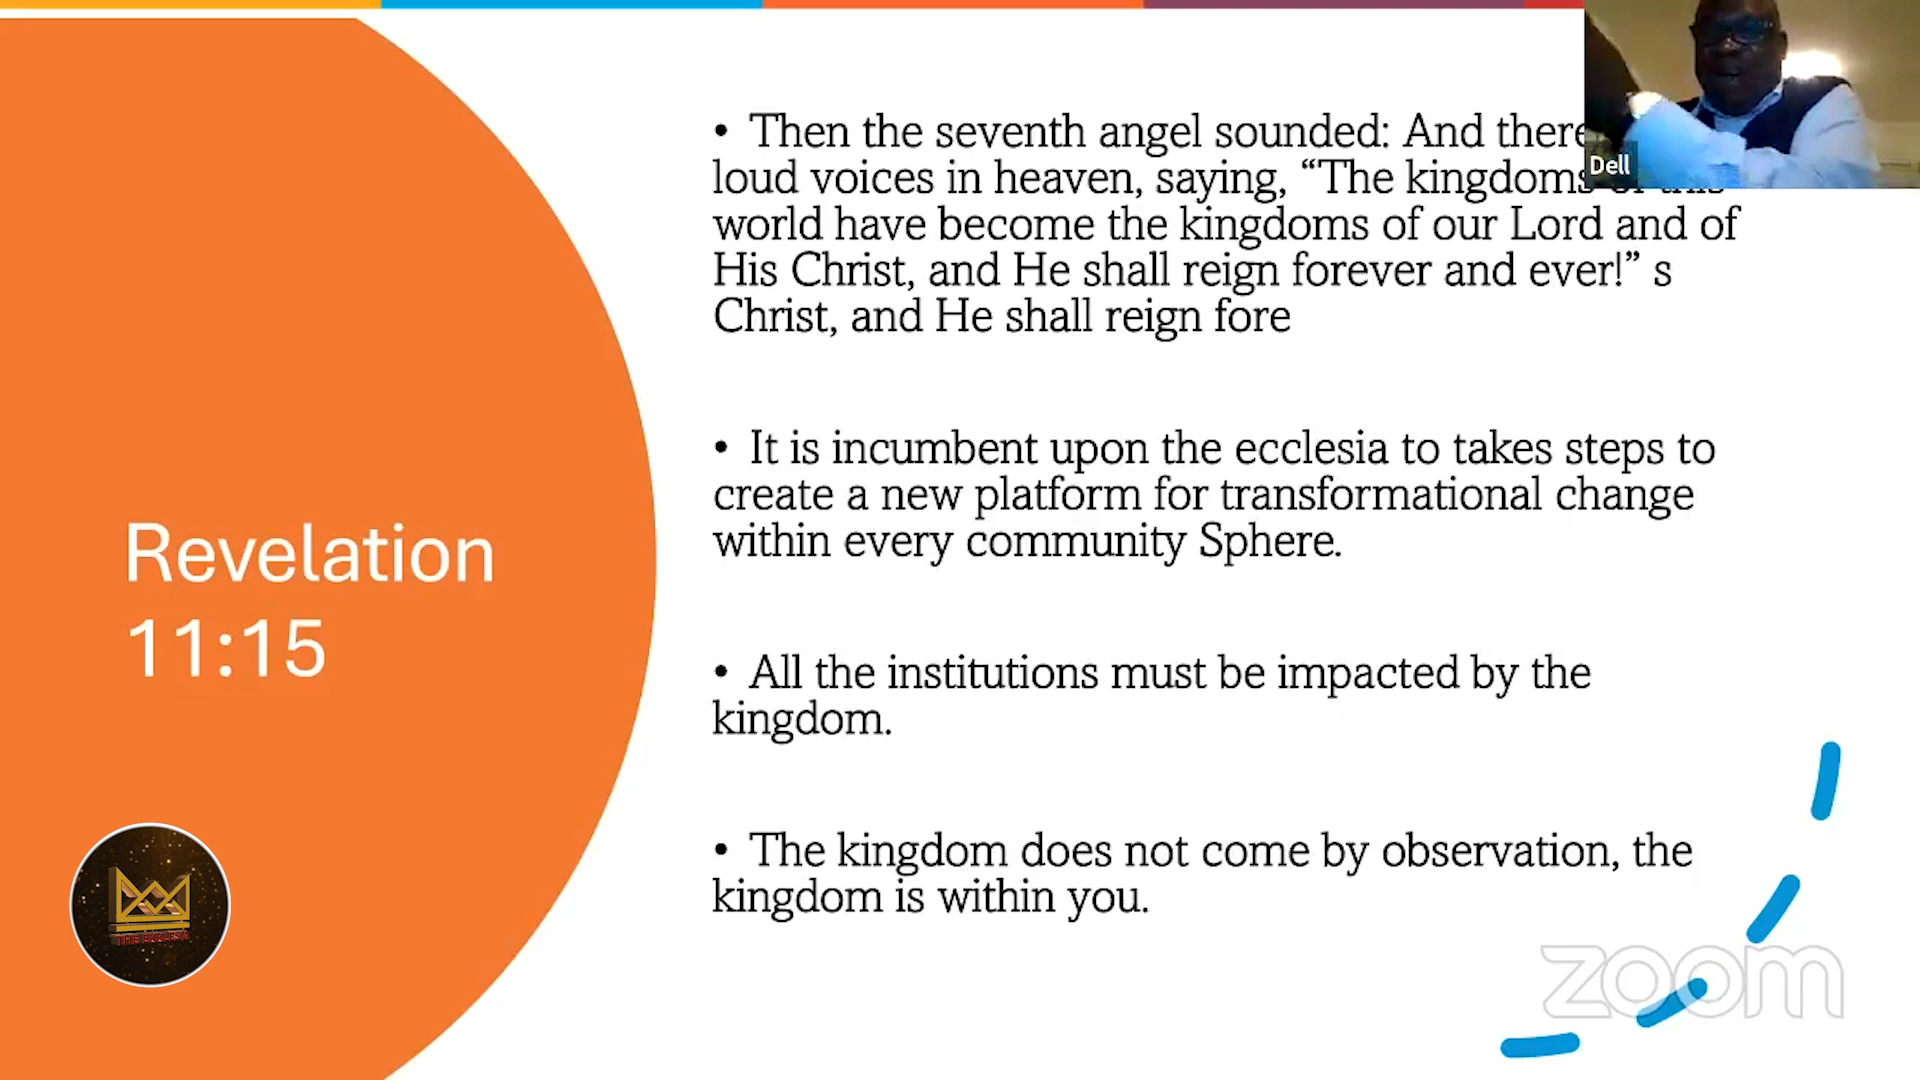 • Then the seventh angel sounded: And there
loud voices in heaven, saying, “The kingdoms of this
world have become the kingdoms of our Lord and of
His Christ, and He shall reign forever and ever!” s
Christ, and He shall reign fore
• It is incumbent upon the ecclesia to takes steps to
create a new platform for transformational change
within every community Sphere.
• All the institutions must be impacted by the
kingdom.
• The kingdom does not come by observation, the
kingdom is within you.
Revelation
11:15
Dell
THE EKKLESIA
zoom